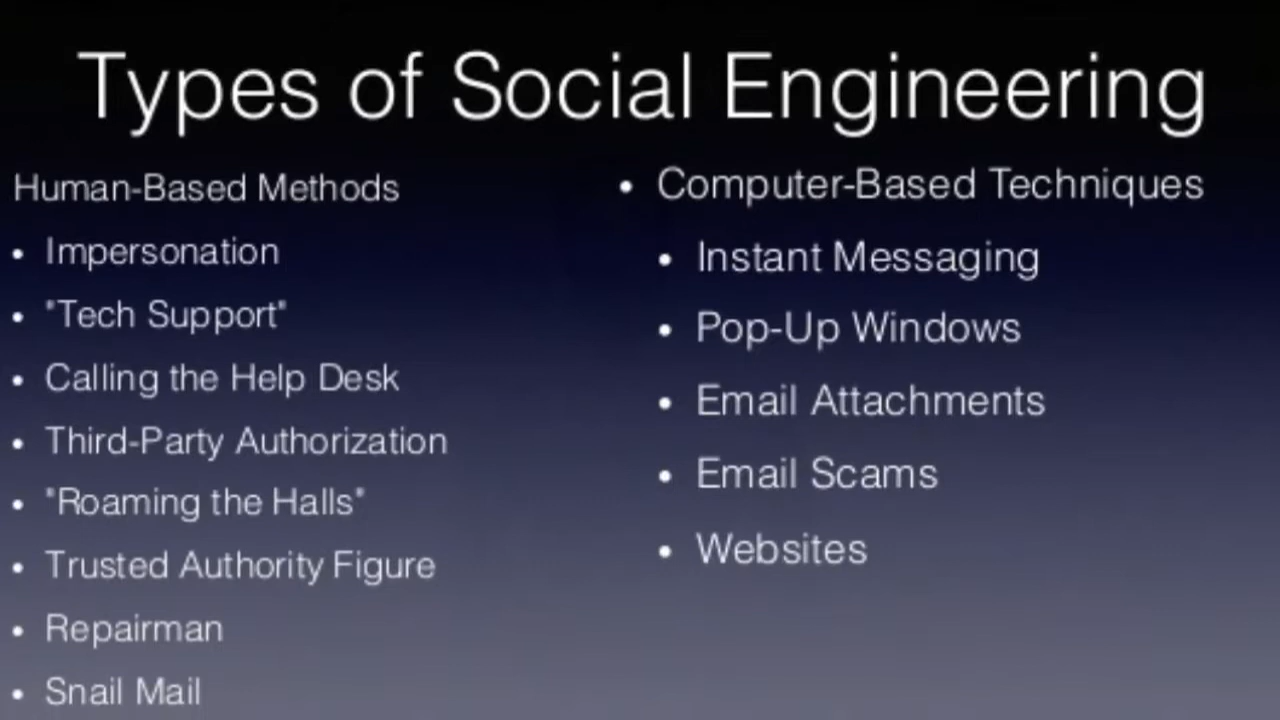 Types of Social Engineering
Human-Based Methods
• Impersonation
• "Tech Support"
• Calling the Help Desk
• Third-Party Authorization
• "Roaming the Halls"
• Trusted Authority Figure
• Repairman
• Snail Mail
• Computer-Based Techniques
• Instant Messaging
• Pop-Up Windows
• Email Attachments
• Email Scams
• Websites